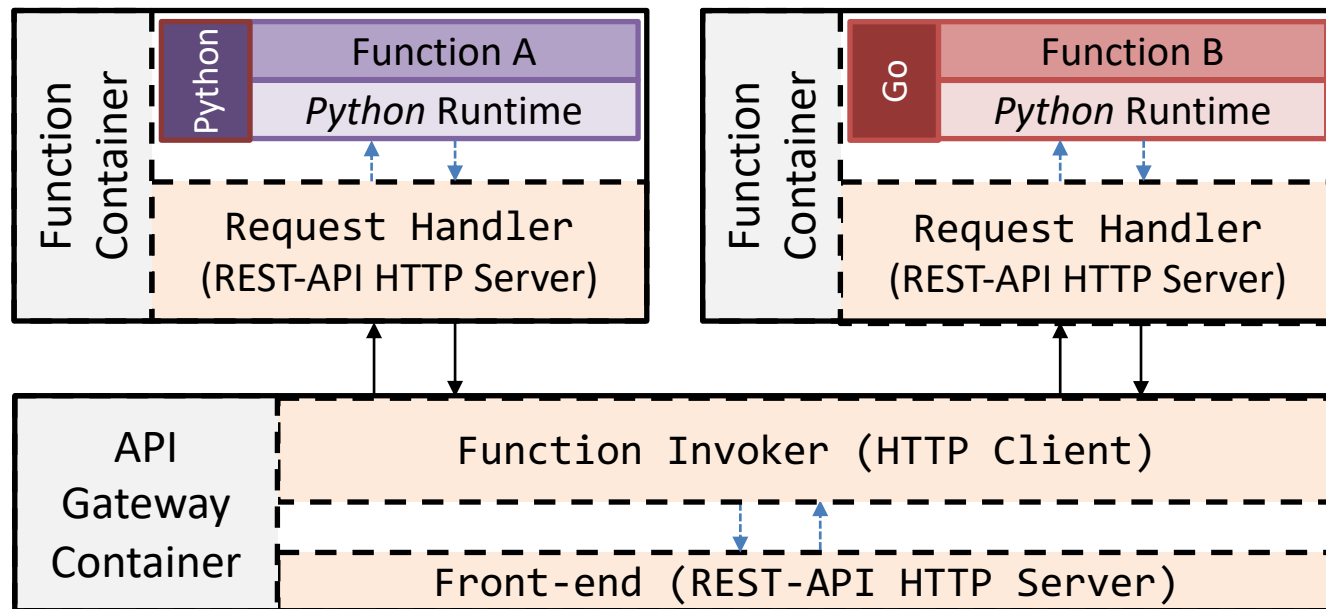 Function
Container
Python
Function A
Python Runtime
Request Handler
(REST-API HTTP Server)
Function
Container
Go
Function B
Python Runtime
Request Handler
(REST-API HTTP Server)
API
Gateway
Container
Function Invoker (HTTP Client)
Front-end (REST-API HTTP Server)